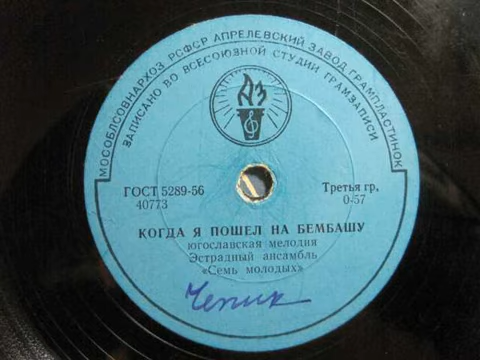 МОСОБЛСОВНАРХОЗ РСФСР АПРЕЛЕВСКИЙ ЗАВОД ГРАМПЛАСТИНОК
ЗАПИСАНО ВО ВСЕСОЮЗНОЙ СТУДИИ ГРАМЗАПИСИ
АЗ
ГОСТ 5289-56
40773
Третья гр.
0-57
КОГДА Я ПОШЕЛ НА БЕМБАШУ
югославская мелодия
Эстрадный ансамбль
«Семь молодых»